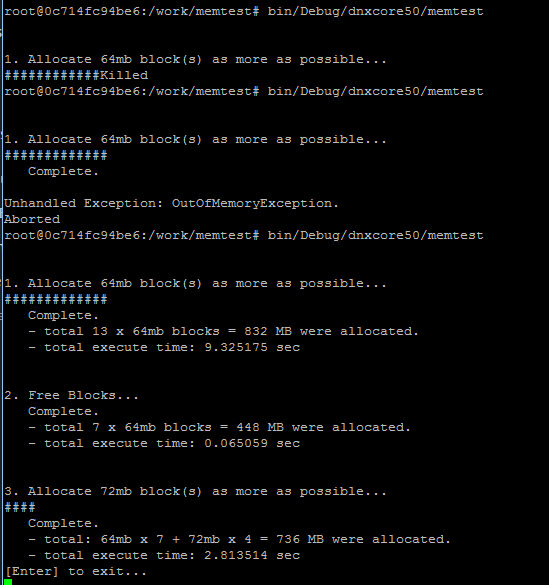 root@0c714fc94be6:/work/memtest# bin/Debug/dnxcore50/memtest
1. Allocate 64mb block(s) as more as possible...
############Killed
root@0c714fc94be6:/work/memtest# bin/Debug/dnxcore50/memtest
1. Allocate 64mb block(s) as more as possible...
#############
Complete.
Unhandled Exception: OutOfMemoryException.
Aborted
root@0c714fc94be6:/work/memtest# bin/Debug/dnxcore50/memtest
1. Allocate 64mb block(s) as more as possible...
#############
Complete.
- total 13 x 64mb blocks = 832 MB were allocated.
- total execute time: 9.325175 sec
2. Free Blocks...
Complete.
- total 7 x 64mb blocks = 448 MB were allocated.
- total execute time: 0.065059 sec
3. Allocate 72mb block(s) as more as possible...
####
Complete.
- total: 64mb x 7 + 72mb x 4 = 736 MB were allocated.
- total execute time: 2.813514 sec
[Enter] to exit...